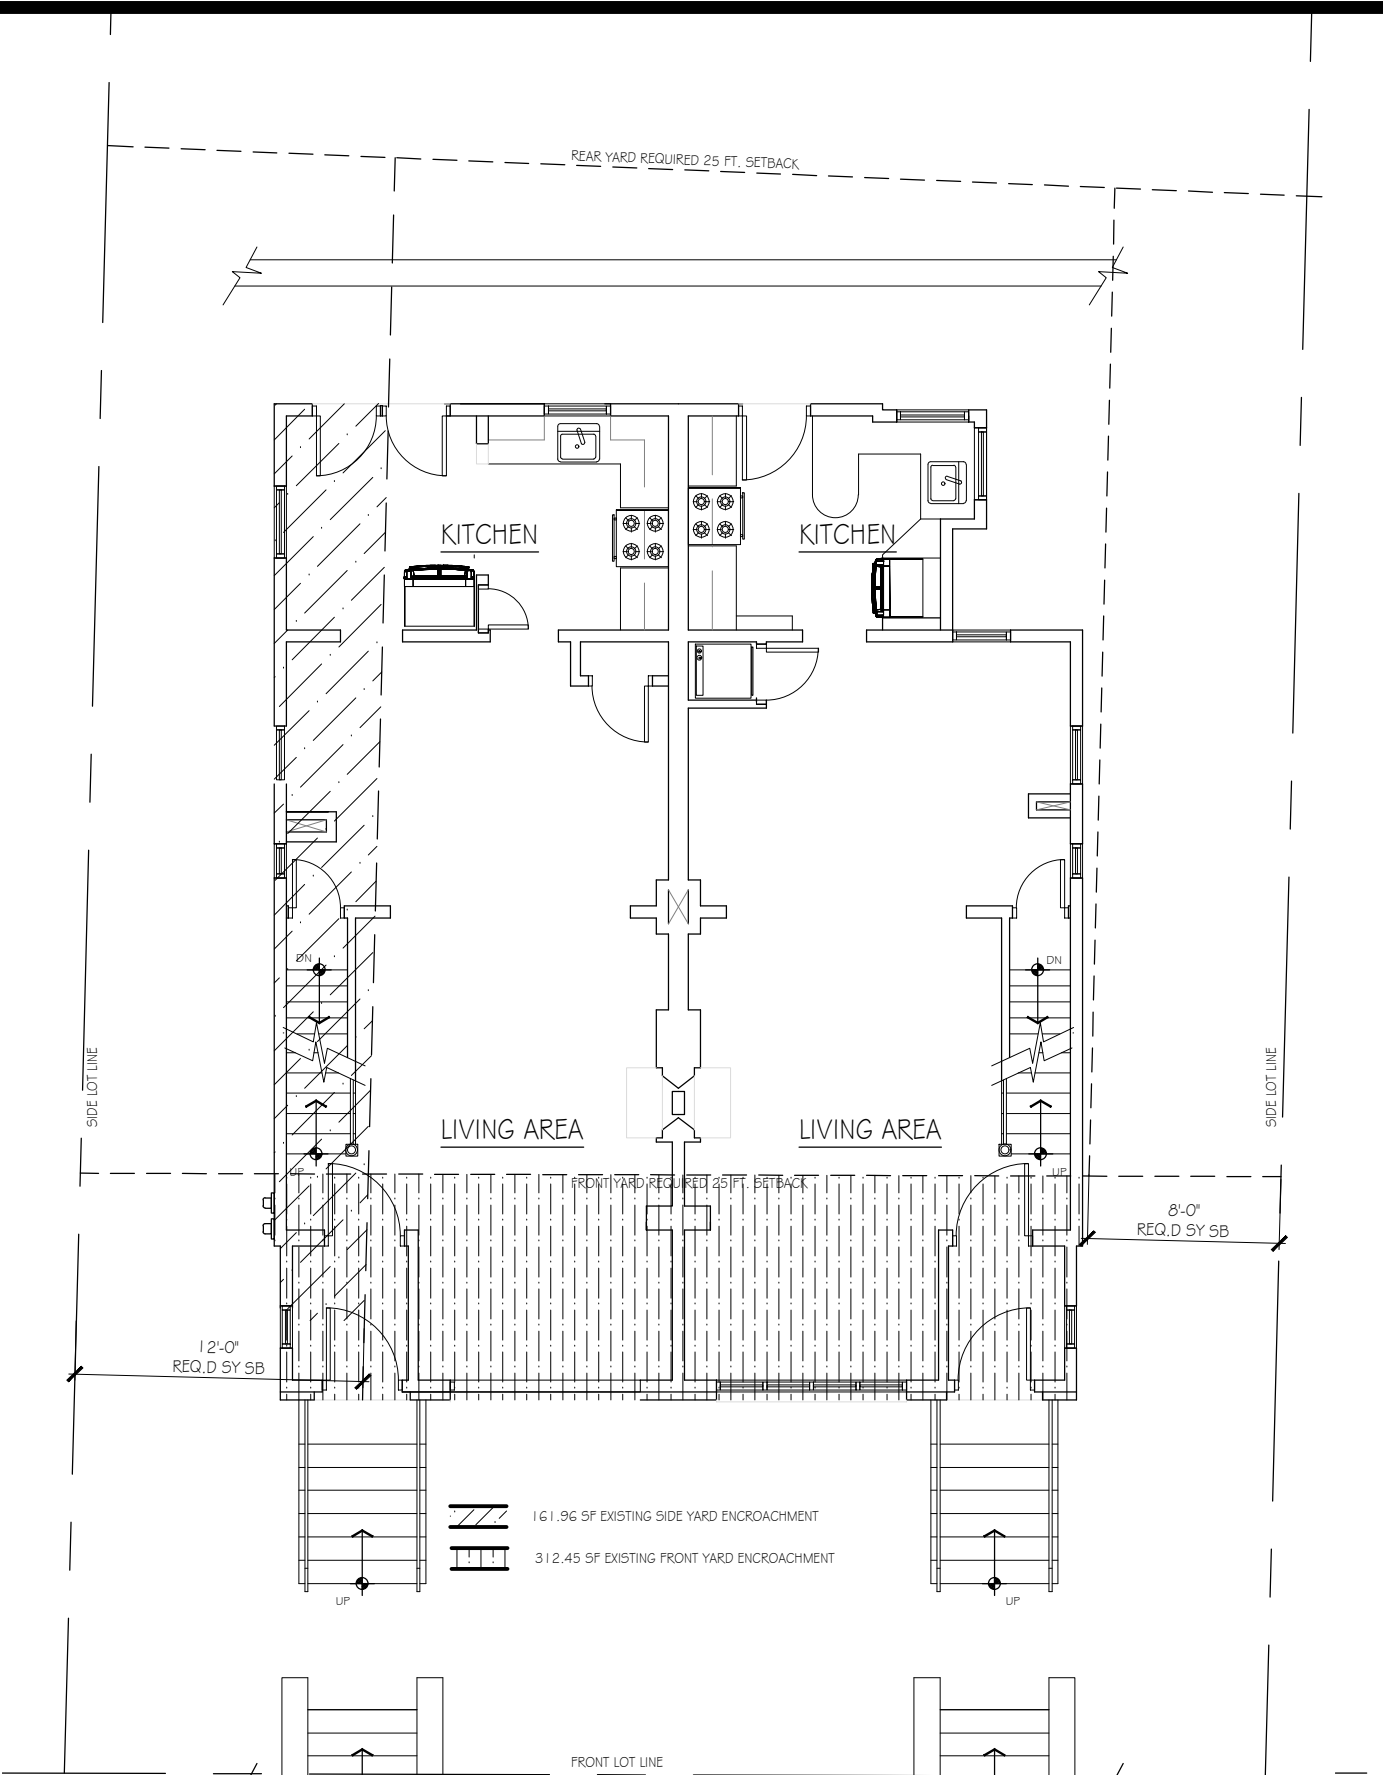 REAR YARD REQUIRED 25 FT. SETBACK
KITCHEN
KITCHEN
DN
DN
SIDE LOT LINE
SIDE LOT LINE
LIVING AREA
LIVING AREA
UP
UP
FRONT YARD REQUIRED 25 FT. SETBACK
8'-0"
REQ.D SY SB
12'-0"
REQ.D SY SB
161.96 SF EXISTING SIDE YARD ENCROACHMENT
312.45 SF EXISTING FRONT YARD ENCROACHMENT
UP
UP
FRONT LOT LINE